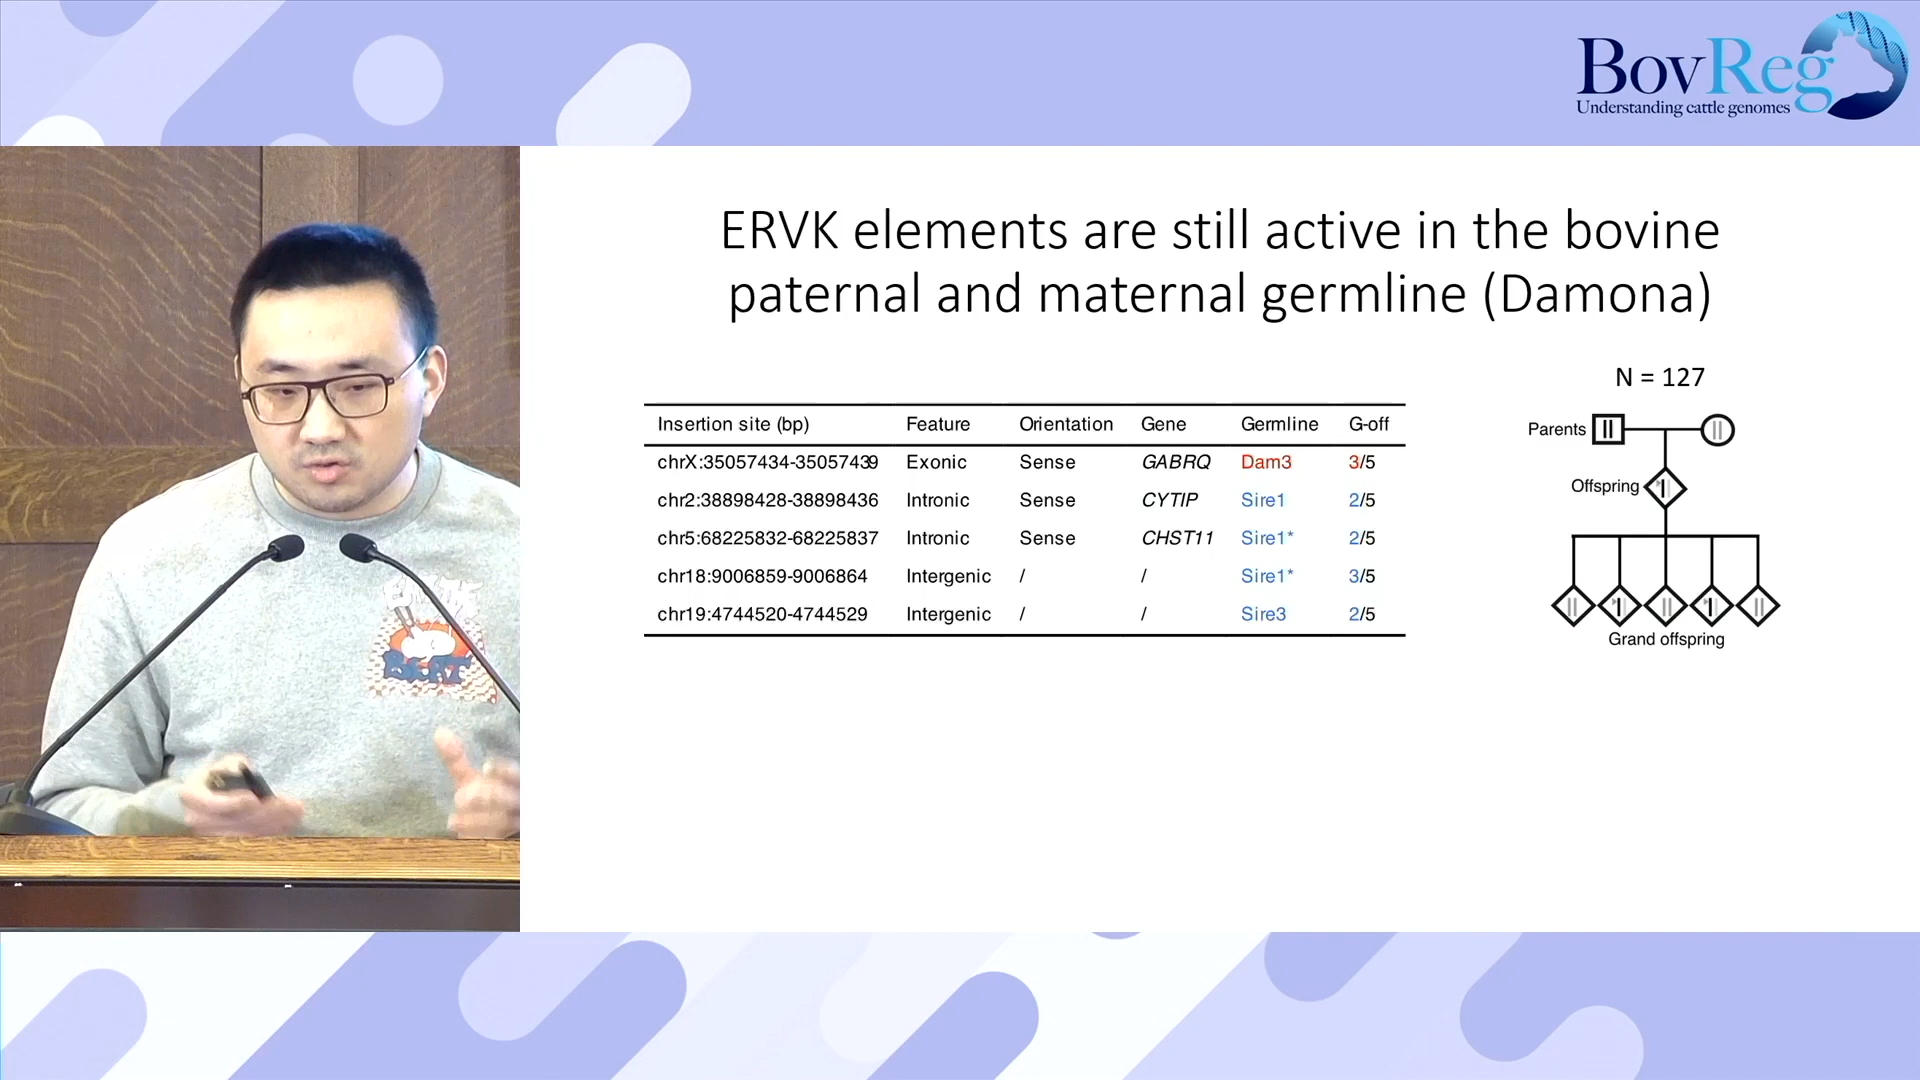 BovReg
Understanding cattle genomes
ERVK elements are still active in the bovine
paternal and maternal germline (Damona)
N = 127
Insertion site (bp) Feature Orientation Gene Germline G-off
chrX:35057434-35057439 Exonic Sense GABRQ Dam3 3/5
chr2:38898428-38898436 Intronic Sense CYTIP Sire1 2/5
chr5:68225832-68225837 Intronic Sense CHST11 Sire1* 2/5
chr18:9006859-9006864 Intergenic / / Sire1* 3/5
chr19:4744520-4744529 Intergenic / / Sire3 2/5
Parents
Offspring
Grand offspring